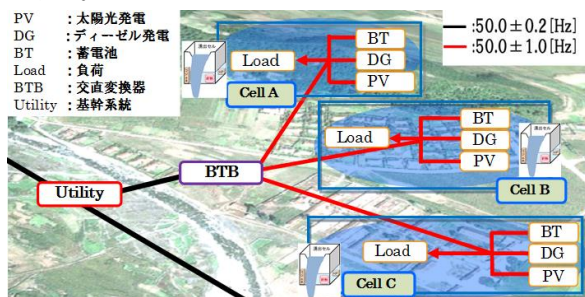 PV :太陽光発電
DG :ディーゼル発電
BT :蓄電池
Load :負荷
BTB :交直変換器
Utility :基幹系統
:50.0±0.2[Hz]
:50.0±1.0[Hz]
BT
Load
DG
PV
Cell A
BT
Load
DG
PV
Cell B
BTB
Utility
BT
Load
DG
PV
Cell C